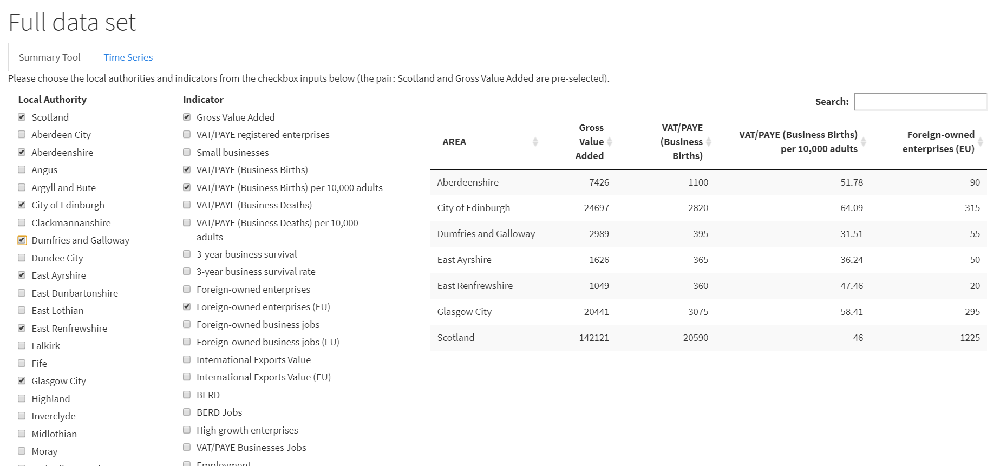 Full data set
Summary Tool
Time Series
Please choose the local authorities and indicators from the checkbox inputs below (the pair: Scotland and Gross Value Added are pre-selected).
Local Authority
Scotland
Aberdeen City
Aberdeenshire
Angus
Argyll and Bute
City of Edinburgh
Clackmannanshire
Dumfries and Galloway
Dundee City
East Ayrshire
East Dunbartonshire
East Lothian
East Renfrewshire
Falkirk
Fife
Glasgow City
Highland
Inverclyde
Midlothian
Moray
Indicator
Gross Value Added
VAT/PAYE registered enterprises
Small businesses
VAT/PAYE (Business Births)
VAT/PAYE (Business Births) per 10,000 adults
VAT/PAYE (Business Deaths)
VAT/PAYE (Business Deaths) per 10,000
adults
3-year business survival
3-year business survival rate
Foreign-owned enterprises
Foreign-owned enterprises (EU)
Foreign-owned business jobs
Foreign-owned business jobs (EU)
International Exports Value
International Exports Value (EU)
BERD
BERD Jobs
High growth enterprises
VAT/PAYE Businesses Jobs
Employment
Search:
AREA
Gross
Value
Added
VAT/PAYE
(Business
Births)
VAT/PAYE (Business Births)
per 10,000 adults
Foreign-owned
enterprises (EU)
Aberdeenshire 7426 1100 51.78 90
City of Edinburgh 24697 2820 64.09 315
Dumfries and Galloway 2989 395 31.51 55
East Ayrshire 1626 365 36.24 50
East Renfrewshire 1049 360 47.46 20
Glasgow City 20441 3075 58.41 295
Scotland 142121 20590 46 1225